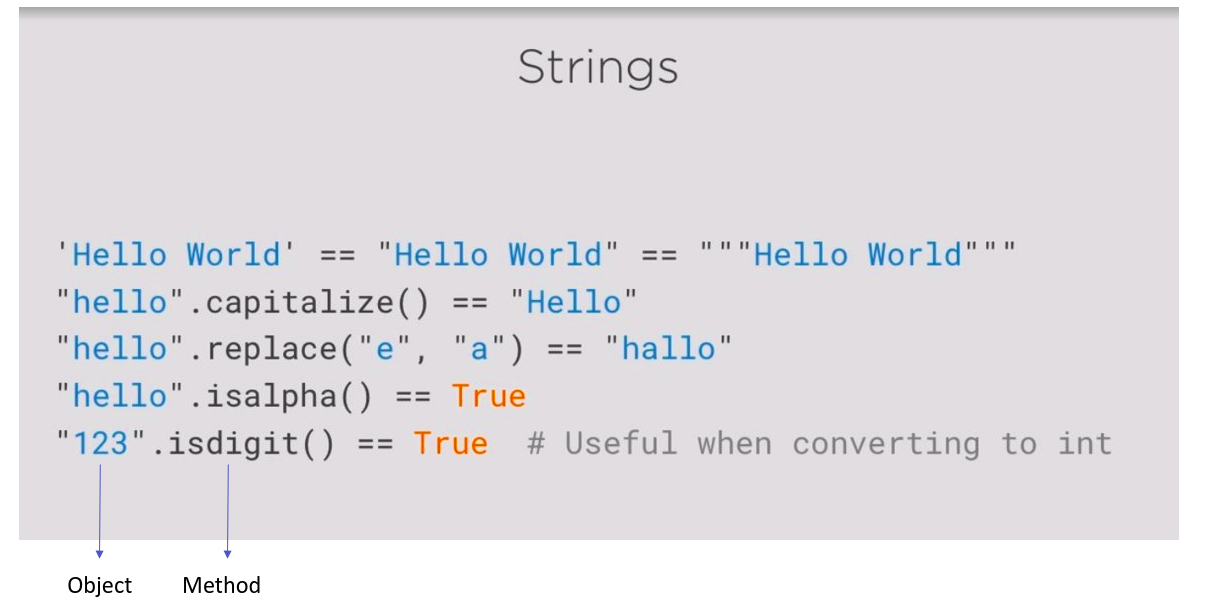 Strings
'Hello World' == "Hello World" == """Hello World"""
"hello".capitalize() == "Hello"
"hello".replace("e", "a") == "hallo"
"hello".isalpha() == True
"123".isdigit() == True  # Useful when converting to int
Object Method